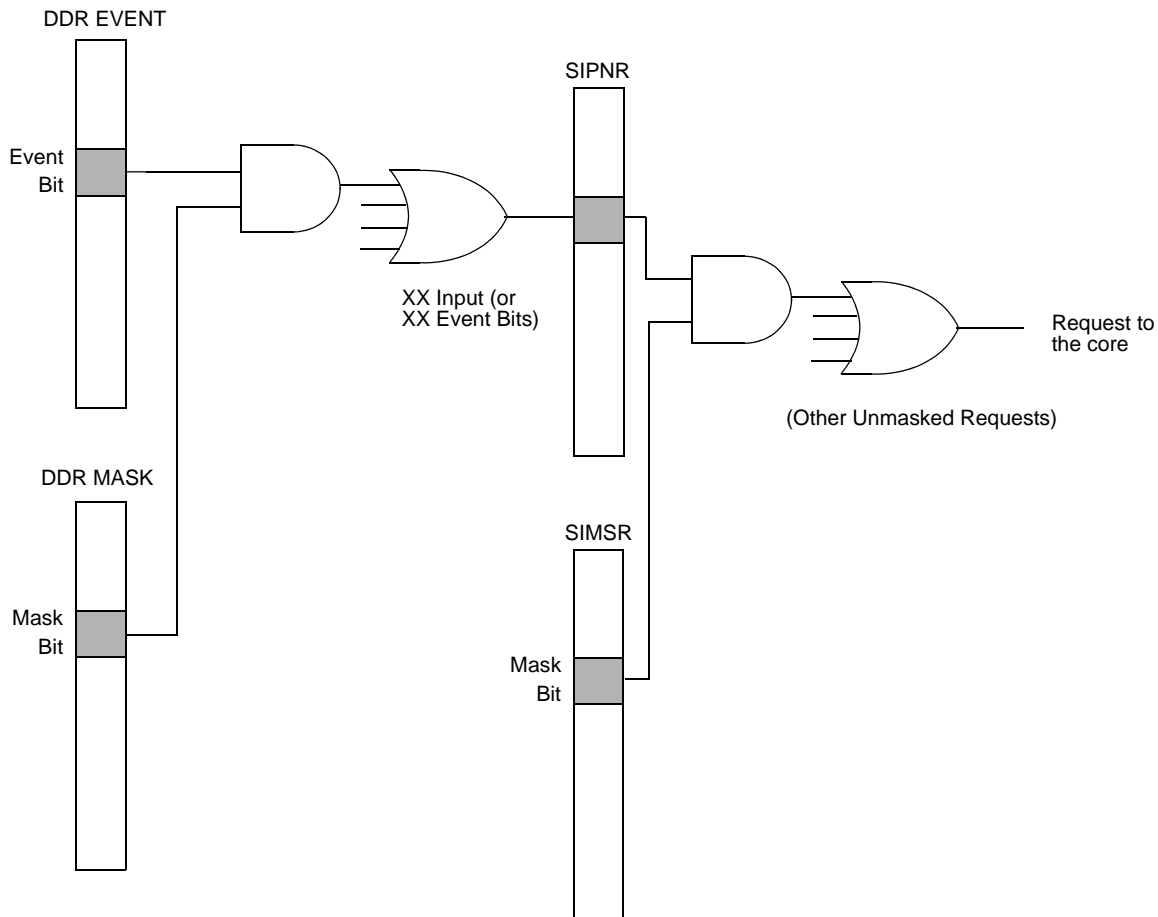 DDR EVENT
SIPNR
Event
Bit
XX Input (or
XX Event Bits)
Request to
the core
(Other Unmasked Requests)
DDR MASK
SIMSR
Mask
Bit
Mask
Bit